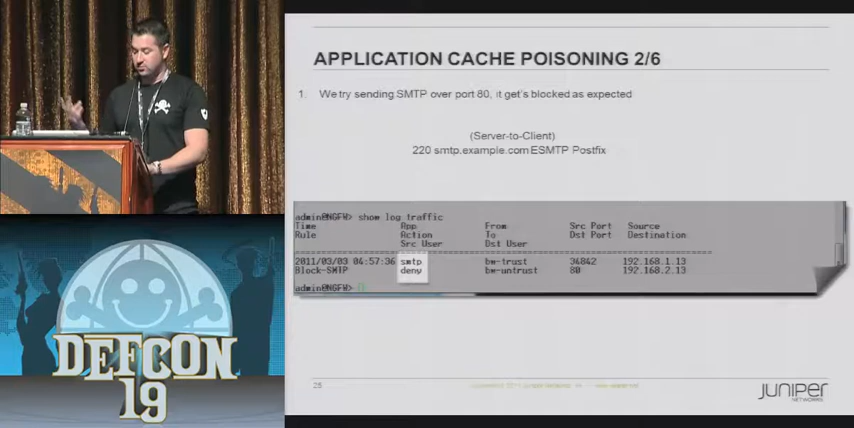 APPLICATION CACHE POISONING 2/6
1. We try sending SMTP over port 80, it get's blocked as expected
(Server-to-Client)
220 smtp.example.com ESMTP Postfix
admin@NGFW> show log traffic
Time App From Src Port Source
Rule Action To Dst Port Destination
Src User Dst User
2011/03/03 04:57:36 smtp bw-trust 34842 192.168.1.13
Block-SMTP deny bw-untrust 80 192.168.2.13
admin@NGFW>
JUNIPER
NETWORKS
DEFCON
19